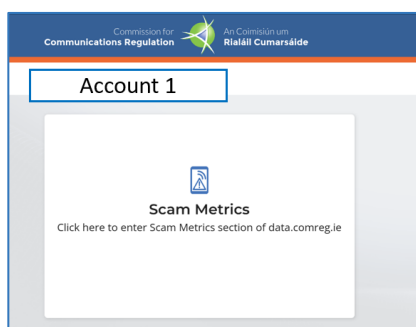 Commission for
Communications Regulation
An Coimisiún um
Rialáil Cumarsáide
Account 1
Scam Metrics
Click here to enter Scam Metrics section of data.comreg.ie